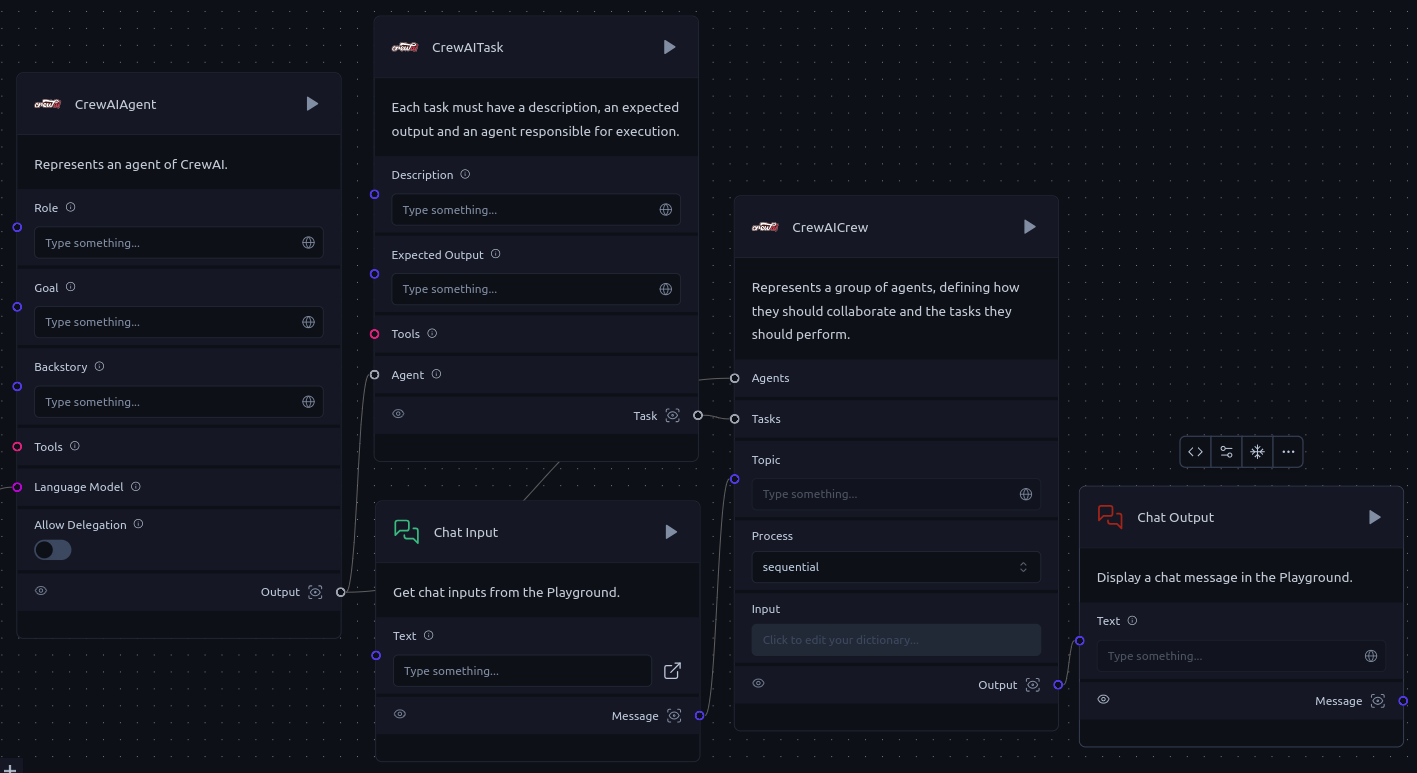 CrewAIAgent
Represents an agent of CrewAI.
Role
Type something...
Goal
Type something...
Backstory
Type something...
Tools
Language Model
Allow Delegation
Output
CrewAITask
Each task must have a description, an expected
output and an agent responsible for execution.
Description
Type something...
Expected Output
Type something...
Tools
Agent
Task
Chat Input
Get chat inputs from the Playground.
Text
Type something...
Message
CrewAICrew
Represents a group of agents, defining how
they should collaborate and the tasks they
should perform.
Agents
Tasks
Topic
Type something...
Process
sequential
Input
Click to edit your dictionary...
Output
Chat Output
Display a chat message in the Playground.
Text
Type something...
Message